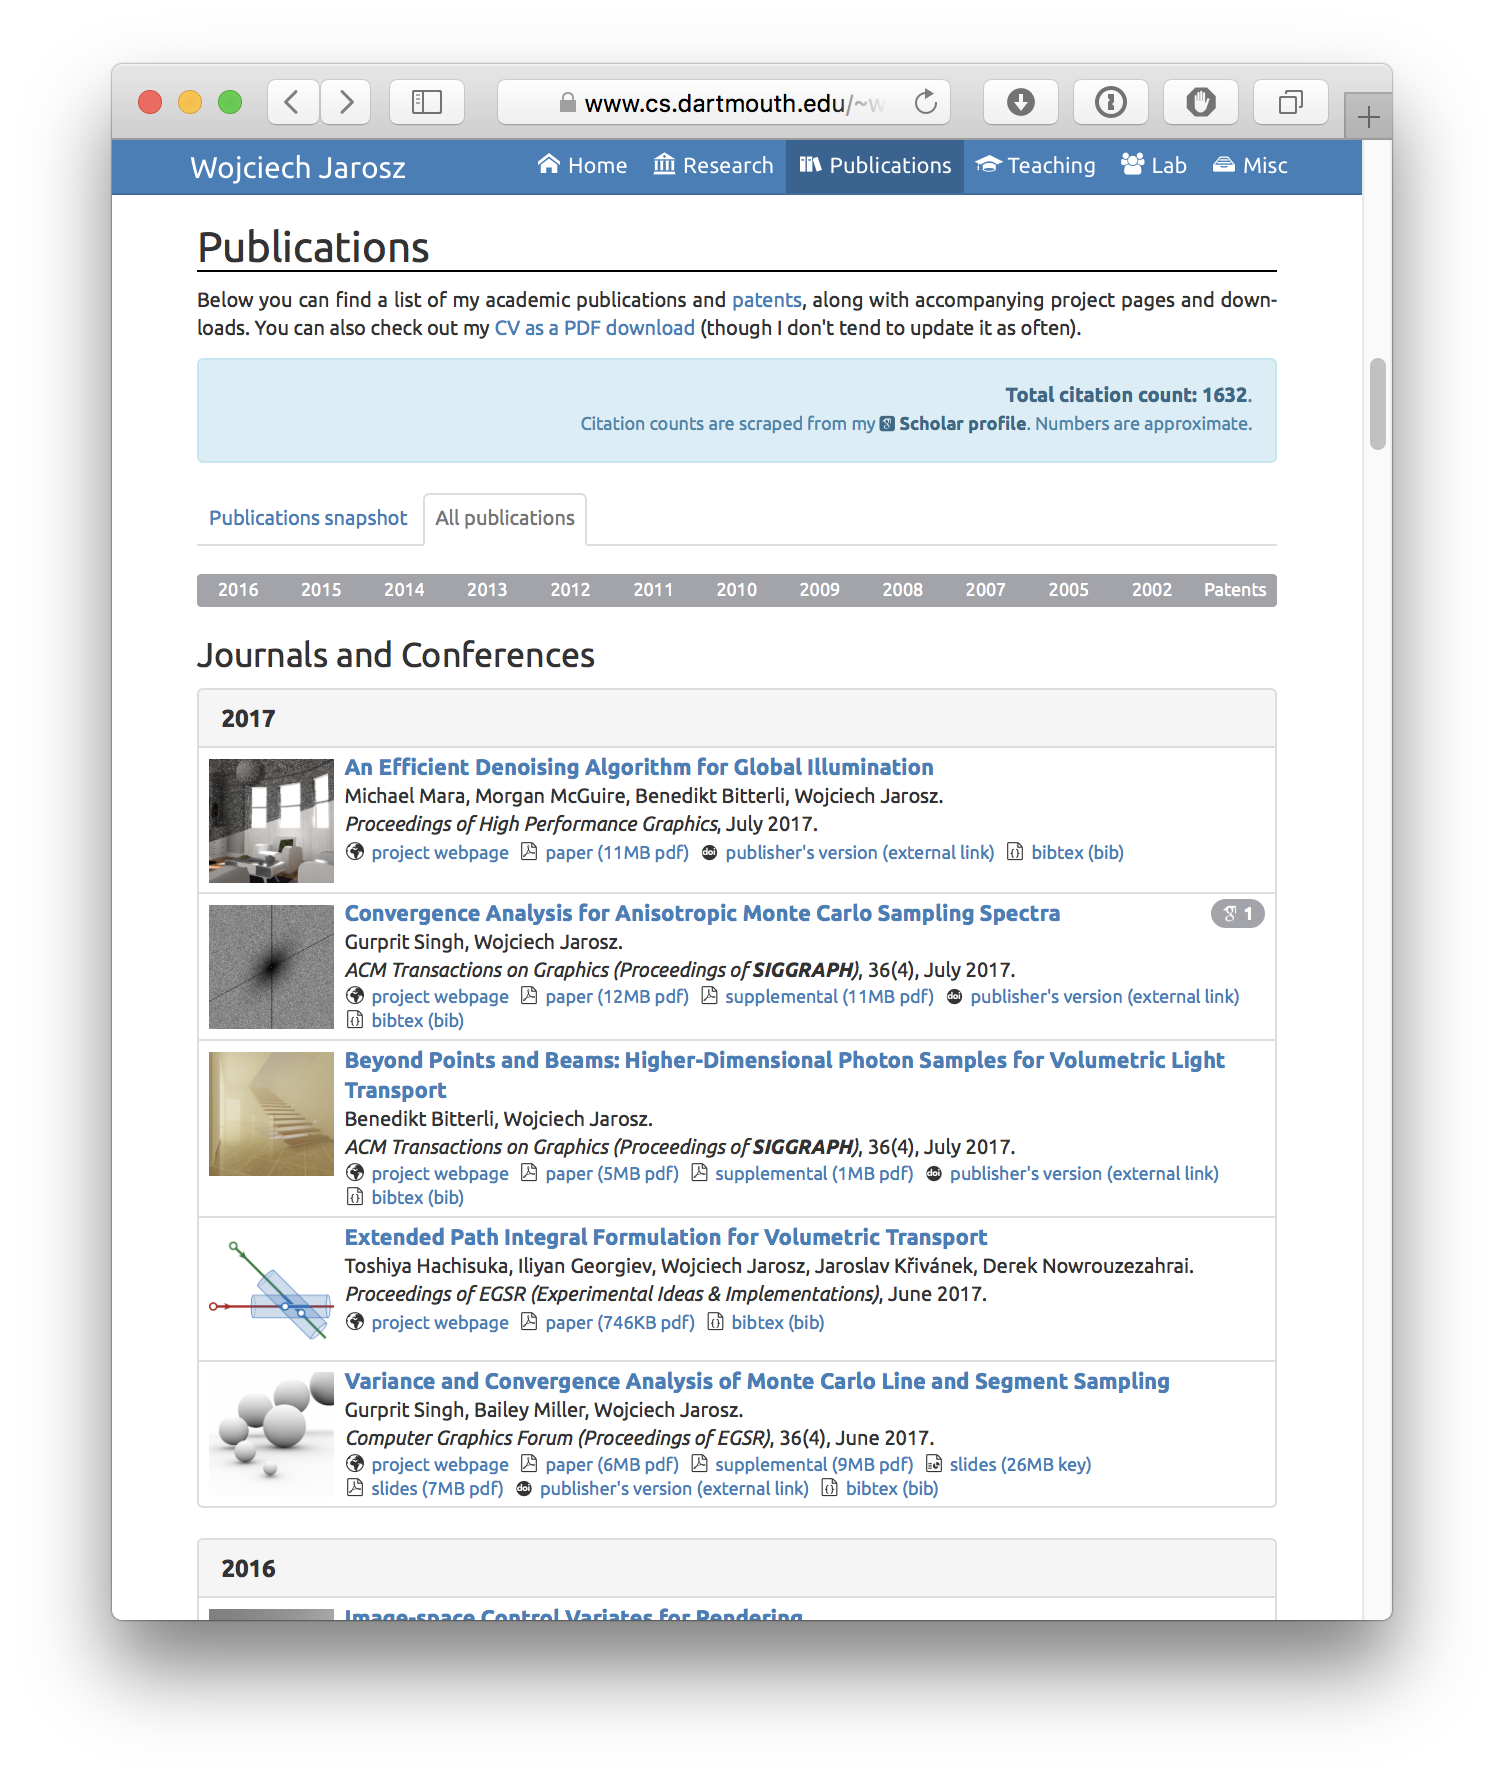 www.cs.dartmouth.edu/~w
Wojciech Jarosz Home Research Publications Teaching Lab Misc
Publications
Below you can find a list of my academic publications and patents, along with accompanying project pages and down-
loads. You can also check out my CV as a PDF download (though I don't tend to update it as often).
Total citation count: 1632.
Citation counts are scraped from my Scholar profile. Numbers are approximate.
Publications snapshot All publications
2016 2015 2014 2013 2012 2011 2010 2009 2008 2007 2005 2002 Patents
Journals and Conferences
2017
An Efficient Denoising Algorithm for Global Illumination
Michael Mara, Morgan McGuire, Benedikt Bitterli, Wojciech Jarosz.
Proceedings of High Performance Graphics, July 2017.
project webpage paper (11MB pdf) doi publisher's version (external link) bibtex (bib)
Convergence Analysis for Anisotropic Monte Carlo Sampling Spectra 1
Gurprit Singh, Wojciech Jarosz.
ACM Transactions on Graphics (Proceedings of SIGGRAPH), 36(4), July 2017.
project webpage paper (12MB pdf) supplemental (11MB pdf) doi publisher's version (external link)
bibtex (bib)
Beyond Points and Beams: Higher-Dimensional Photon Samples for Volumetric Light
Transport
Benedikt Bitterli, Wojciech Jarosz.
ACM Transactions on Graphics (Proceedings of SIGGRAPH), 36(4), July 2017.
project webpage paper (5MB pdf) supplemental (1MB pdf) doi publisher's version (external link)
bibtex (bib)
Extended Path Integral Formulation for Volumetric Transport
Toshiya Hachisuka, Iliyan Georgiev, Wojciech Jarosz, Jaroslav Křivánek, Derek Nowrouzezahrai.
Proceedings of EGSR (Experimental Ideas & Implementations), June 2017.
project webpage paper (746KB pdf) bibtex (bib)
Variance and Convergence Analysis of Monte Carlo Line and Segment Sampling
Gurprit Singh, Bailey Miller, Wojciech Jarosz.
Computer Graphics Forum (Proceedings of EGSR), 36(4), June 2017.
project webpage paper (6MB pdf) supplemental (9MB pdf) slides (26MB key)
slides (7MB pdf) doi publisher's version (external link) bibtex (bib)
2016
Image-space Control Variates for Rendering